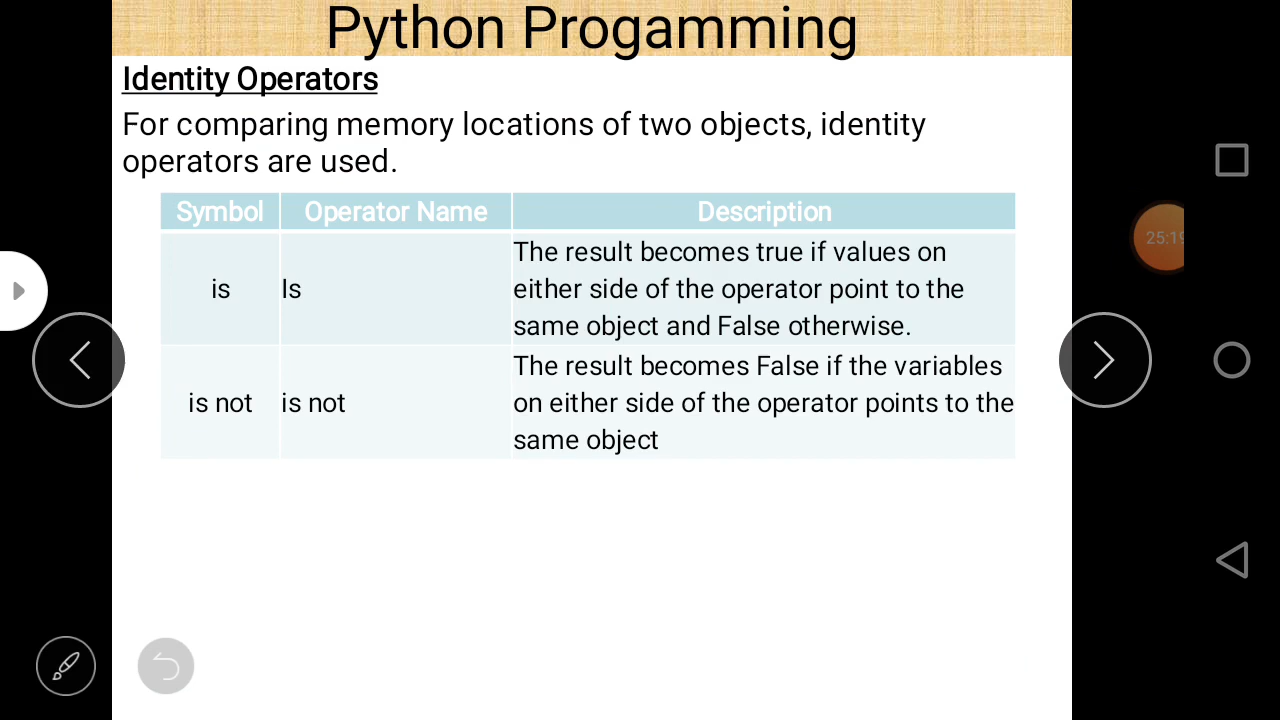 Python Progamming
Identity Operators
For comparing memory locations of two objects, identity
operators are used.
Symbol Operator Name Description
is Is The result becomes true if values on
either side of the operator point to the
same object and False otherwise.
is not is not The result becomes False if the variables
on either side of the operator points to the
same object
25:19